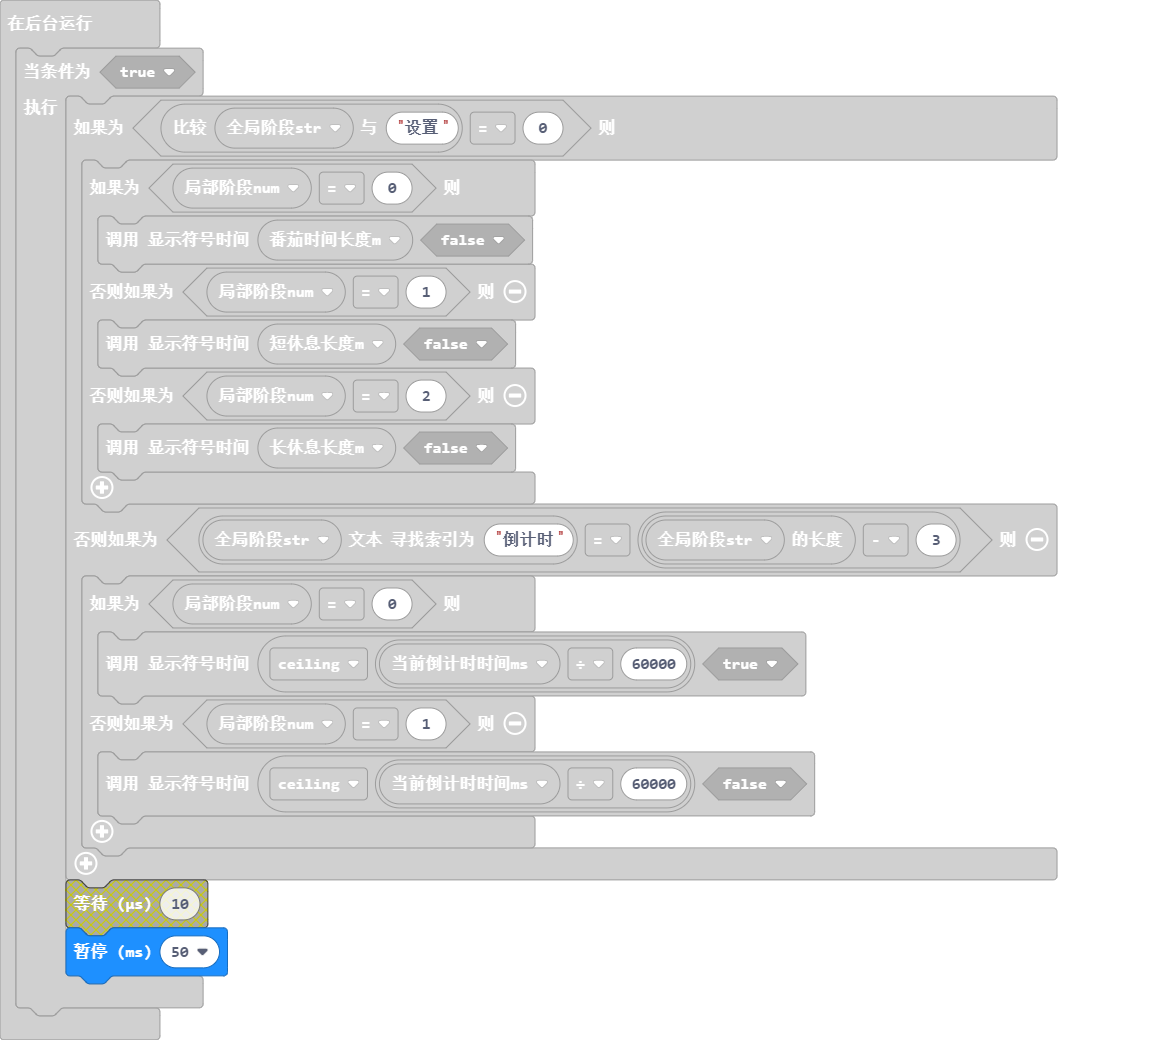 在后台运行
当条件为 true
执行
如果为 比较 全局阶段str 与 "设置" = 0 则
如果为 局部阶段num = 0 则
调用 显示符号时间 番茄时间长度m false
否则如果为 局部阶段num = 1 则
调用 显示符号时间 短休息长度m false
否则如果为 局部阶段num = 2 则
调用 显示符号时间 长休息长度m false
否则如果为 全局阶段str 文本 寻找索引为 "倒计时" = 全局阶段str 的长度 - 3 则
如果为 局部阶段num = 0 则
调用 显示符号时间 ceiling 当前倒计时时间ms ÷ 60000 true
否则如果为 局部阶段num = 1 则
调用 显示符号时间 ceiling 当前倒计时时间ms ÷ 60000 false
等待 (µs) 10
暂停 (ms) 50